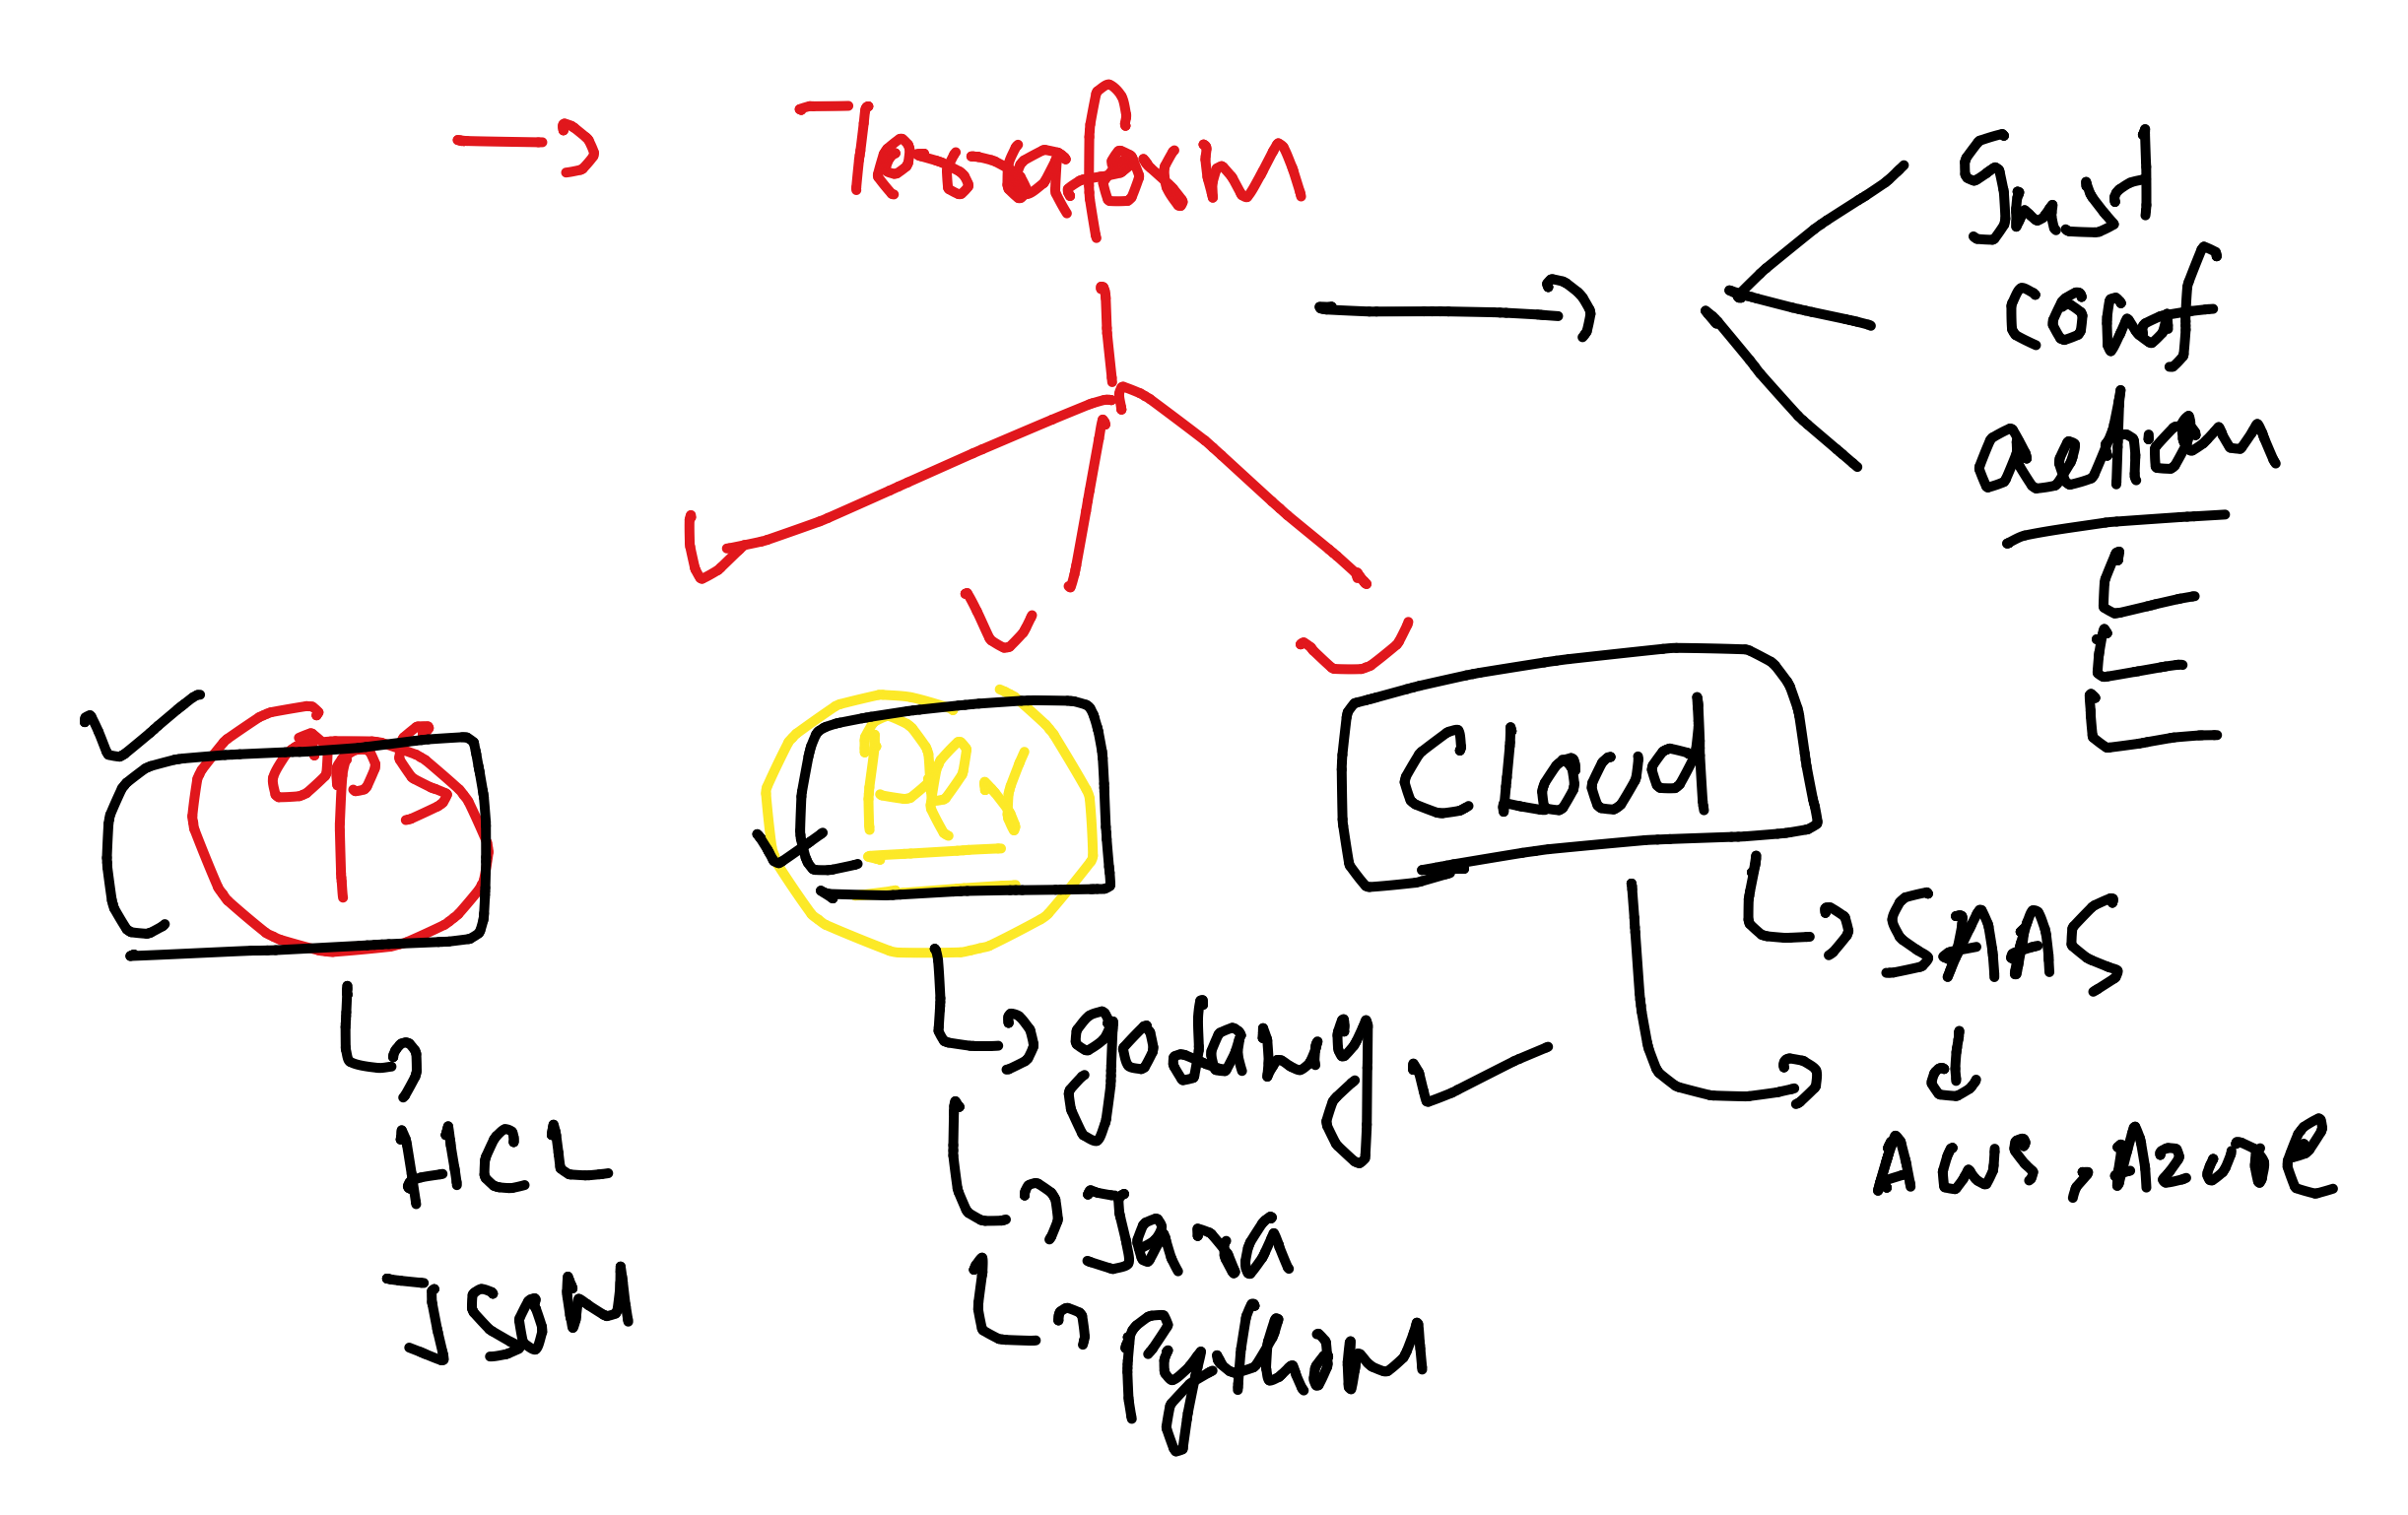 Terraform
Inst
conf
action
ops
Dev
Cloud
SAAS
golang
AWS, Azure
HCL
Java
JSON
python